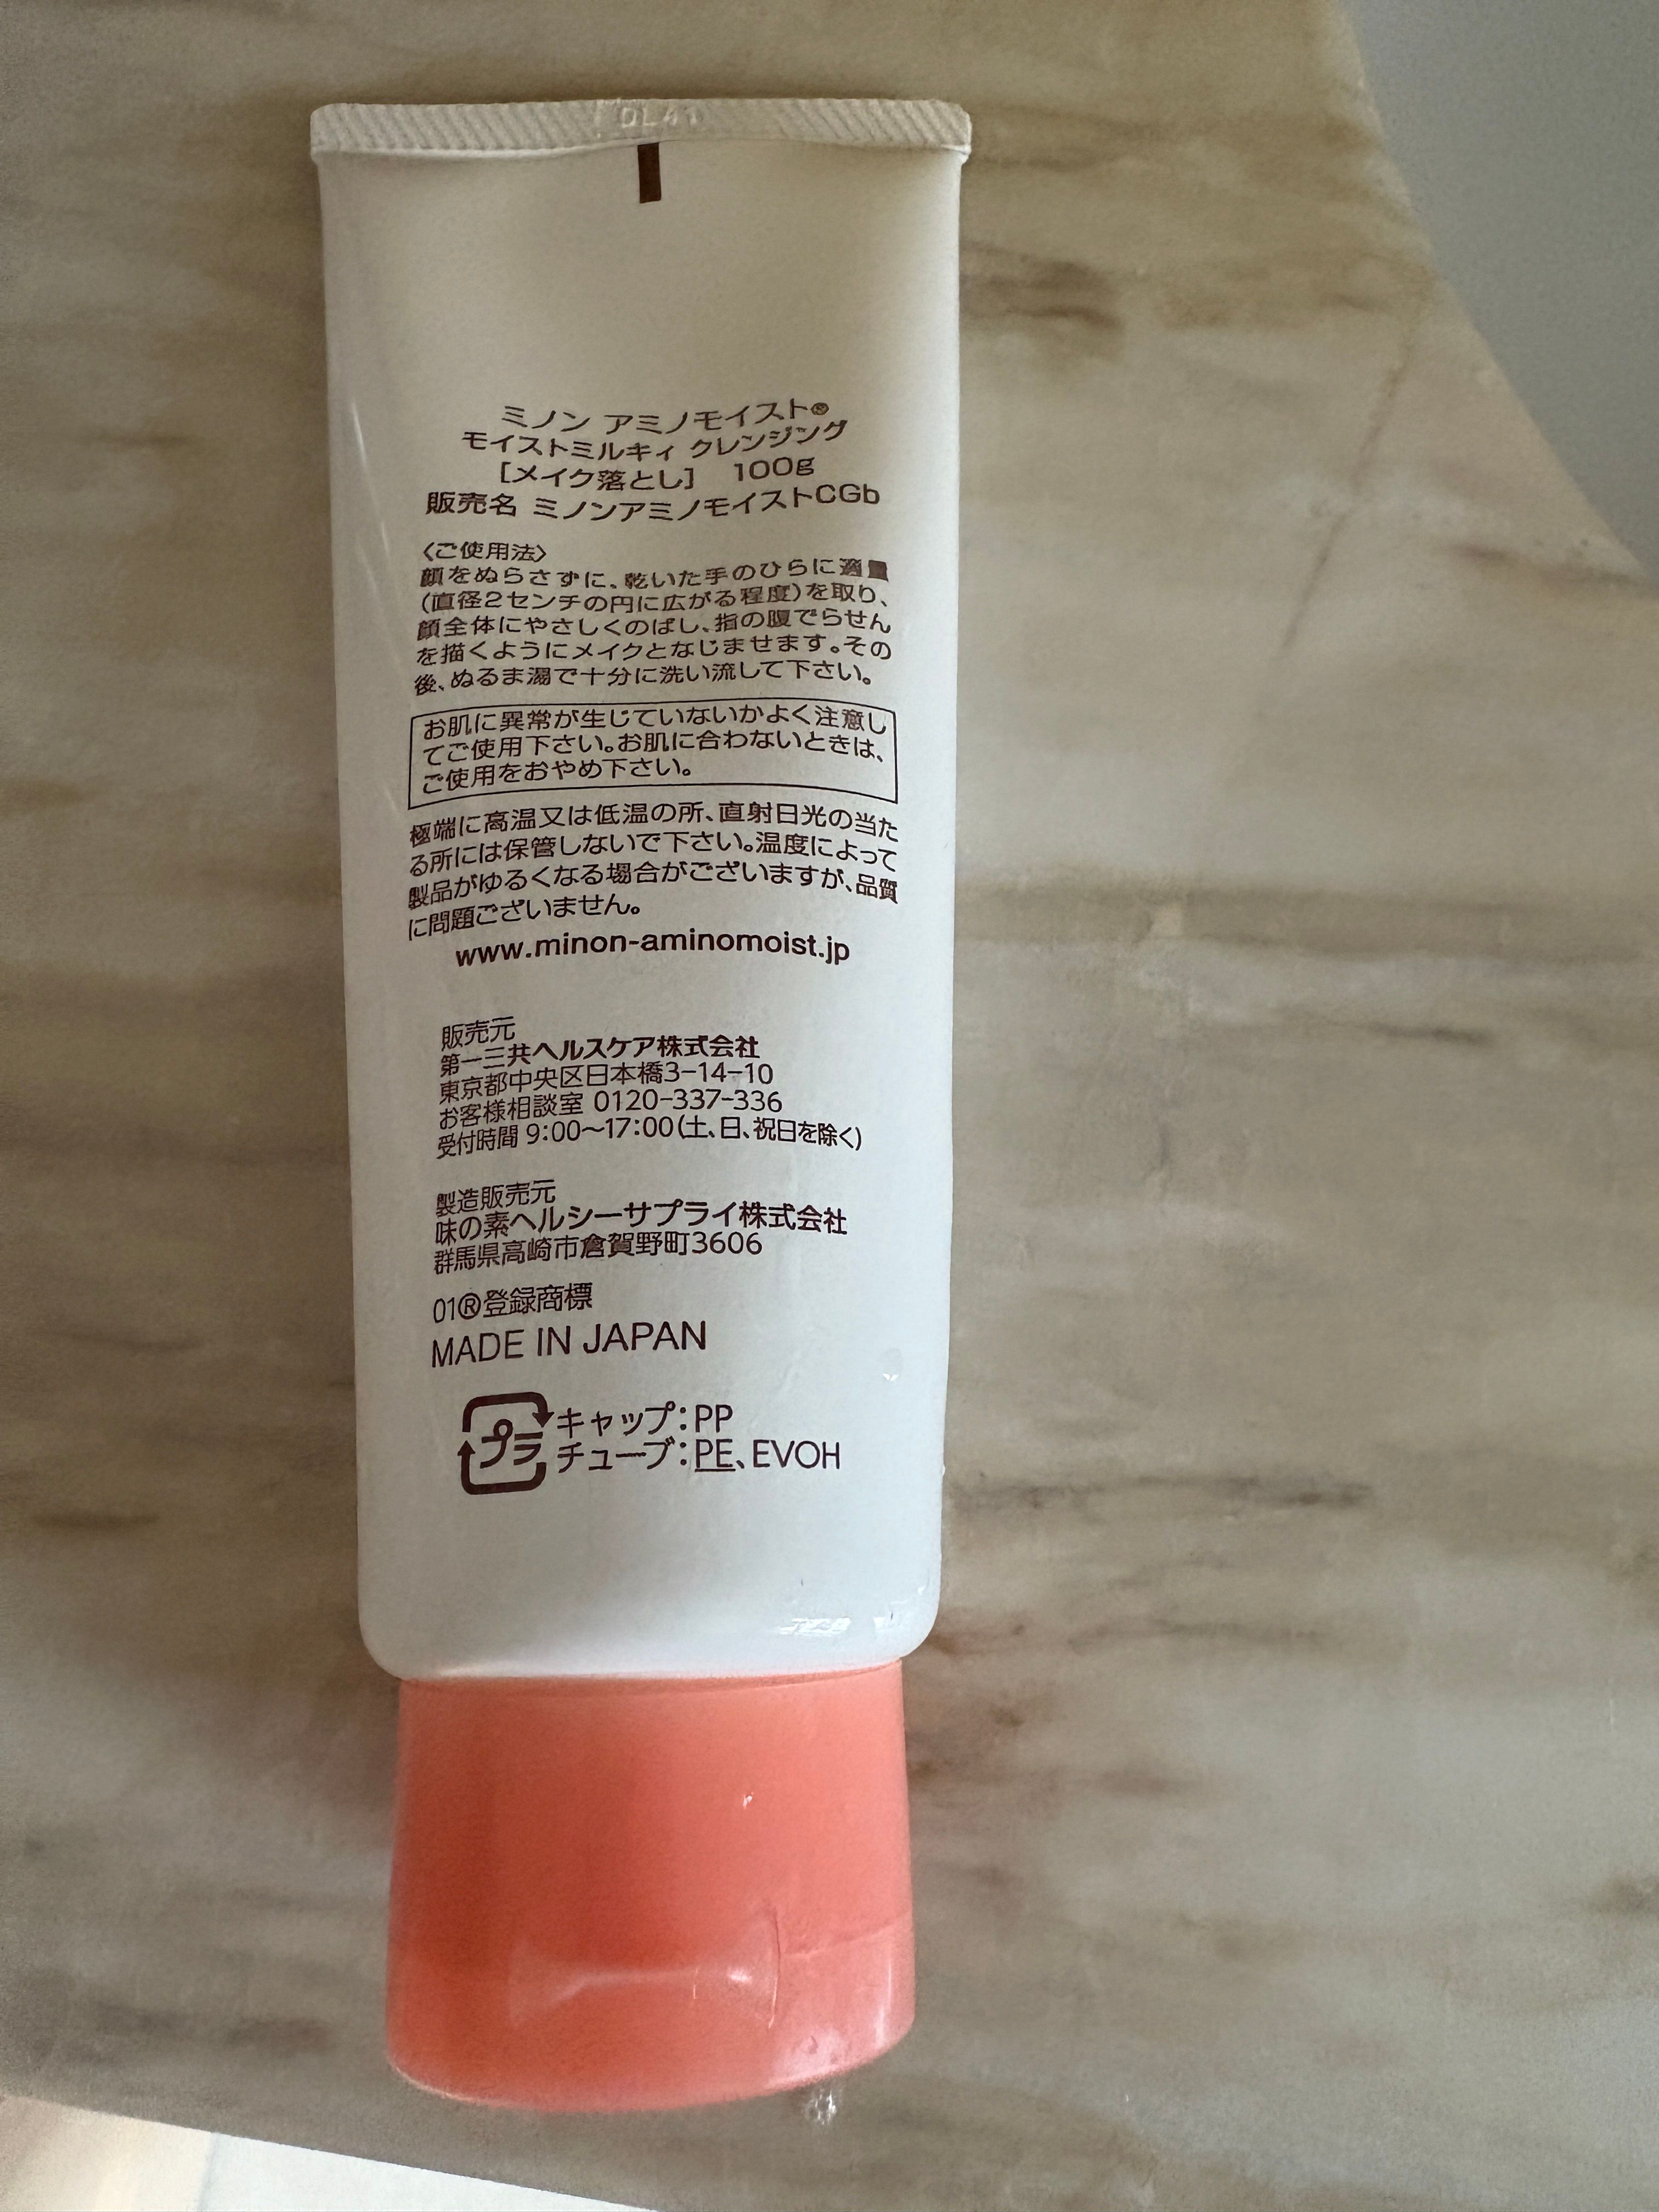 ミノン アミノモイスト®
モイストミルキィ クレンジング
［メイク落とし］ 100g
販売名 ミノンアミノモイストCGb
〈ご使用法〉
顔をぬらさずに、乾いた手のひらに適量
（直径2センチの円に広がる程度）を取り、
顔全体にやさしくのばし、指の腹でらせん
を描くようにメイクとなじませます。その
後、ぬるま湯で十分に洗い流して下さい。
お肌に異常が生じていないかよく注意し
てご使用下さい。お肌に合わないときは、
ご使用をおやめ下さい。
極端に高温又は低温の所、直射日光の当た
る所には保管しないで下さい。温度によって
製品がゆるくなる場合がございますが、品質
に問題ございません。
www.minon-aminomoist.jp
販売元
第一三共ヘルスケア株式会社
東京都中央区日本橋3-14-10
お客様相談室 0120-337-336
受付時間 9:00～17:00（土、日、祝日を除く）
製造販売元
味の素ヘルシーサプライ株式会社
群馬県高崎市倉賀野町3606
01®登録商標
MADE IN JAPAN
プラ
キャップ：PP
チューブ：PE、EVOH